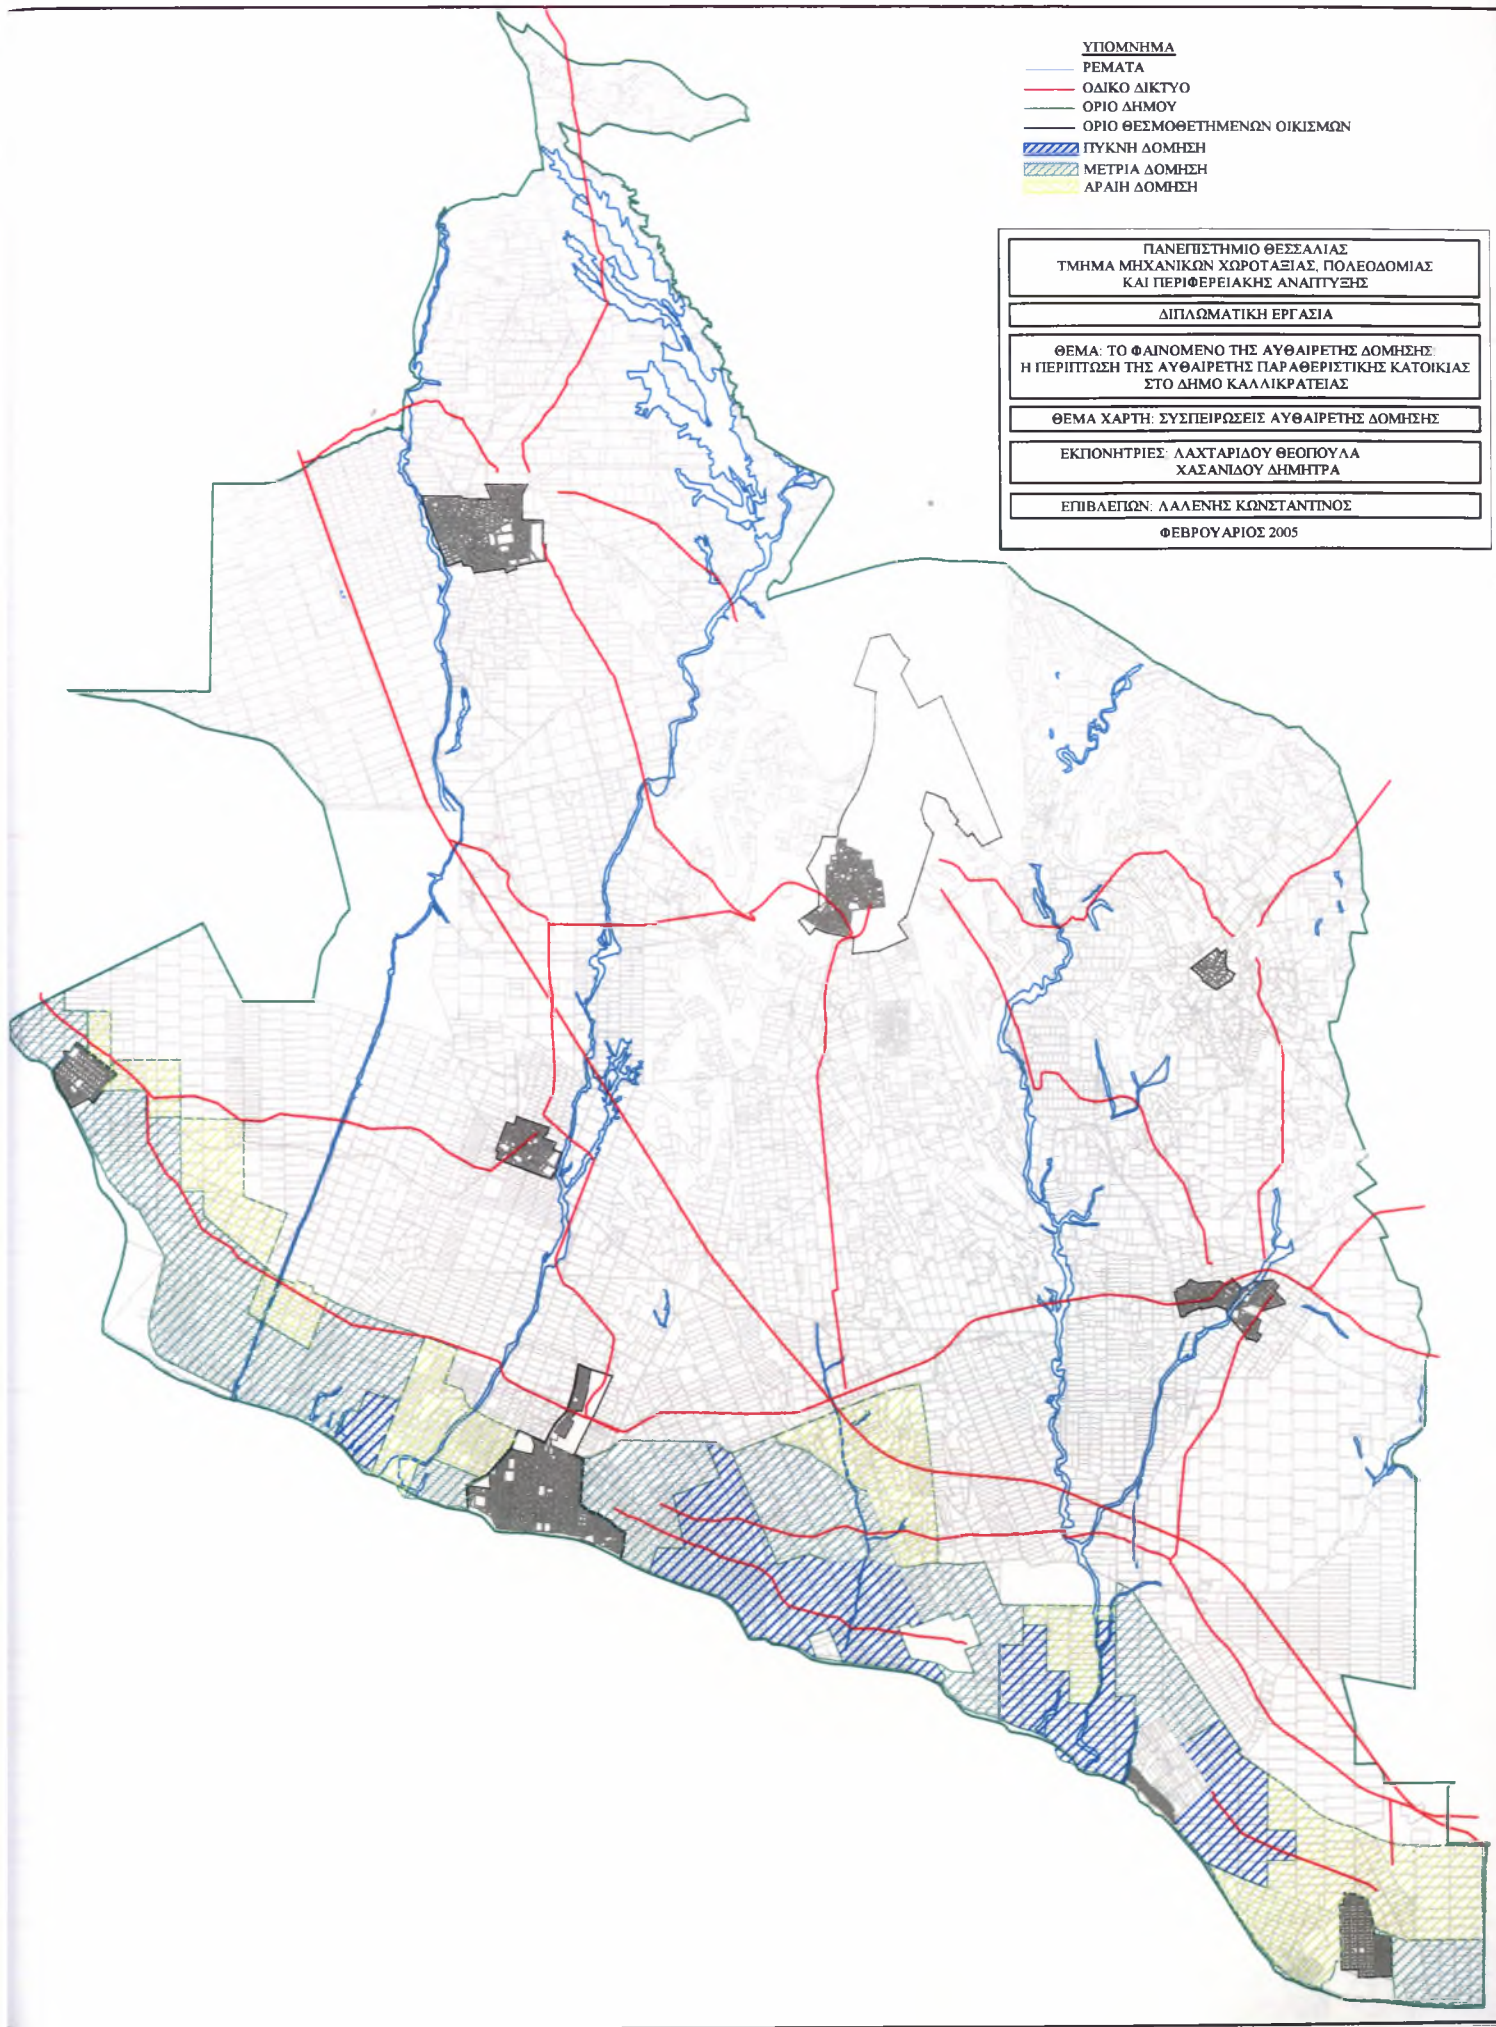 ΥΠΟΜΝΗΜΑ
ΡΕΜΑΤΑ
ΟΔΙΚΟ ΔΙΚΤΥΟ
ΟΡΙΟ ΔΗΜΟΥ
ΟΡΙΟ ΘΕΣΜΟΘΕΤΗΜΕΝΩΝ ΟΙΚΙΣΜΩΝ
ΠΥΚΝΗ ΔΟΜΗΣΗ
ΜΕΤΡΙΑ ΔΟΜΗΣΗ
ΑΡΑΙΗ ΔΟΜΗΣΗ
ΠΑΝΕΠΙΣΤΗΜΙΟ ΘΕΣΣΑΛΙΑΣ
ΤΜΗΜΑ ΜΗΧΑΝΙΚΩΝ ΧΩΡΟΤΑΞΙΑΣ, ΠΟΛΕΟΔΟΜΙΑΣ
ΚΑΙ ΠΕΡΙΦΕΡΕΙΑΚΗΣ ΑΝΑΠΤΥΞΗΣ
ΔΙΠΛΩΜΑΤΙΚΗ ΕΡΓΑΣΙΑ
ΘΕΜΑ: ΤΟ ΦΑΙΝΟΜΕΝΟ ΤΗΣ ΑΥΘΑΙΡΕΤΗΣ ΔΟΜΗΣΗΣ:
Η ΠΕΡΙΠΤΩΣΗ ΤΗΣ ΑΥΘΑΙΡΕΤΗΣ ΠΑΡΑΘΕΡΙΣΤΙΚΗΣ ΚΑΤΟΙΚΙΑΣ
ΣΤΟ ΔΗΜΟ ΚΑΛΛΙΚΡΑΤΕΙΑΣ
ΘΕΜΑ ΧΑΡΤΗ: ΣΥΣΠΕΙΡΩΣΕΙΣ ΑΥΘΑΙΡΕΤΗΣ ΔΟΜΗΣΗΣ
ΕΚΠΟΝΗΤΡΙΕΣ: ΛΑΧΤΑΡΙΔΟΥ ΘΕΟΠΟΥΛΑ
ΧΑΣΑΝΙΔΟΥ ΔΗΜΗΤΡΑ
ΕΠΙΒΛΕΠΩΝ: ΛΑΛΕΝΗΣ ΚΩΝΣΤΑΝΤΙΝΟΣ
ΦΕΒΡΟΥΑΡΙΟΣ 2005